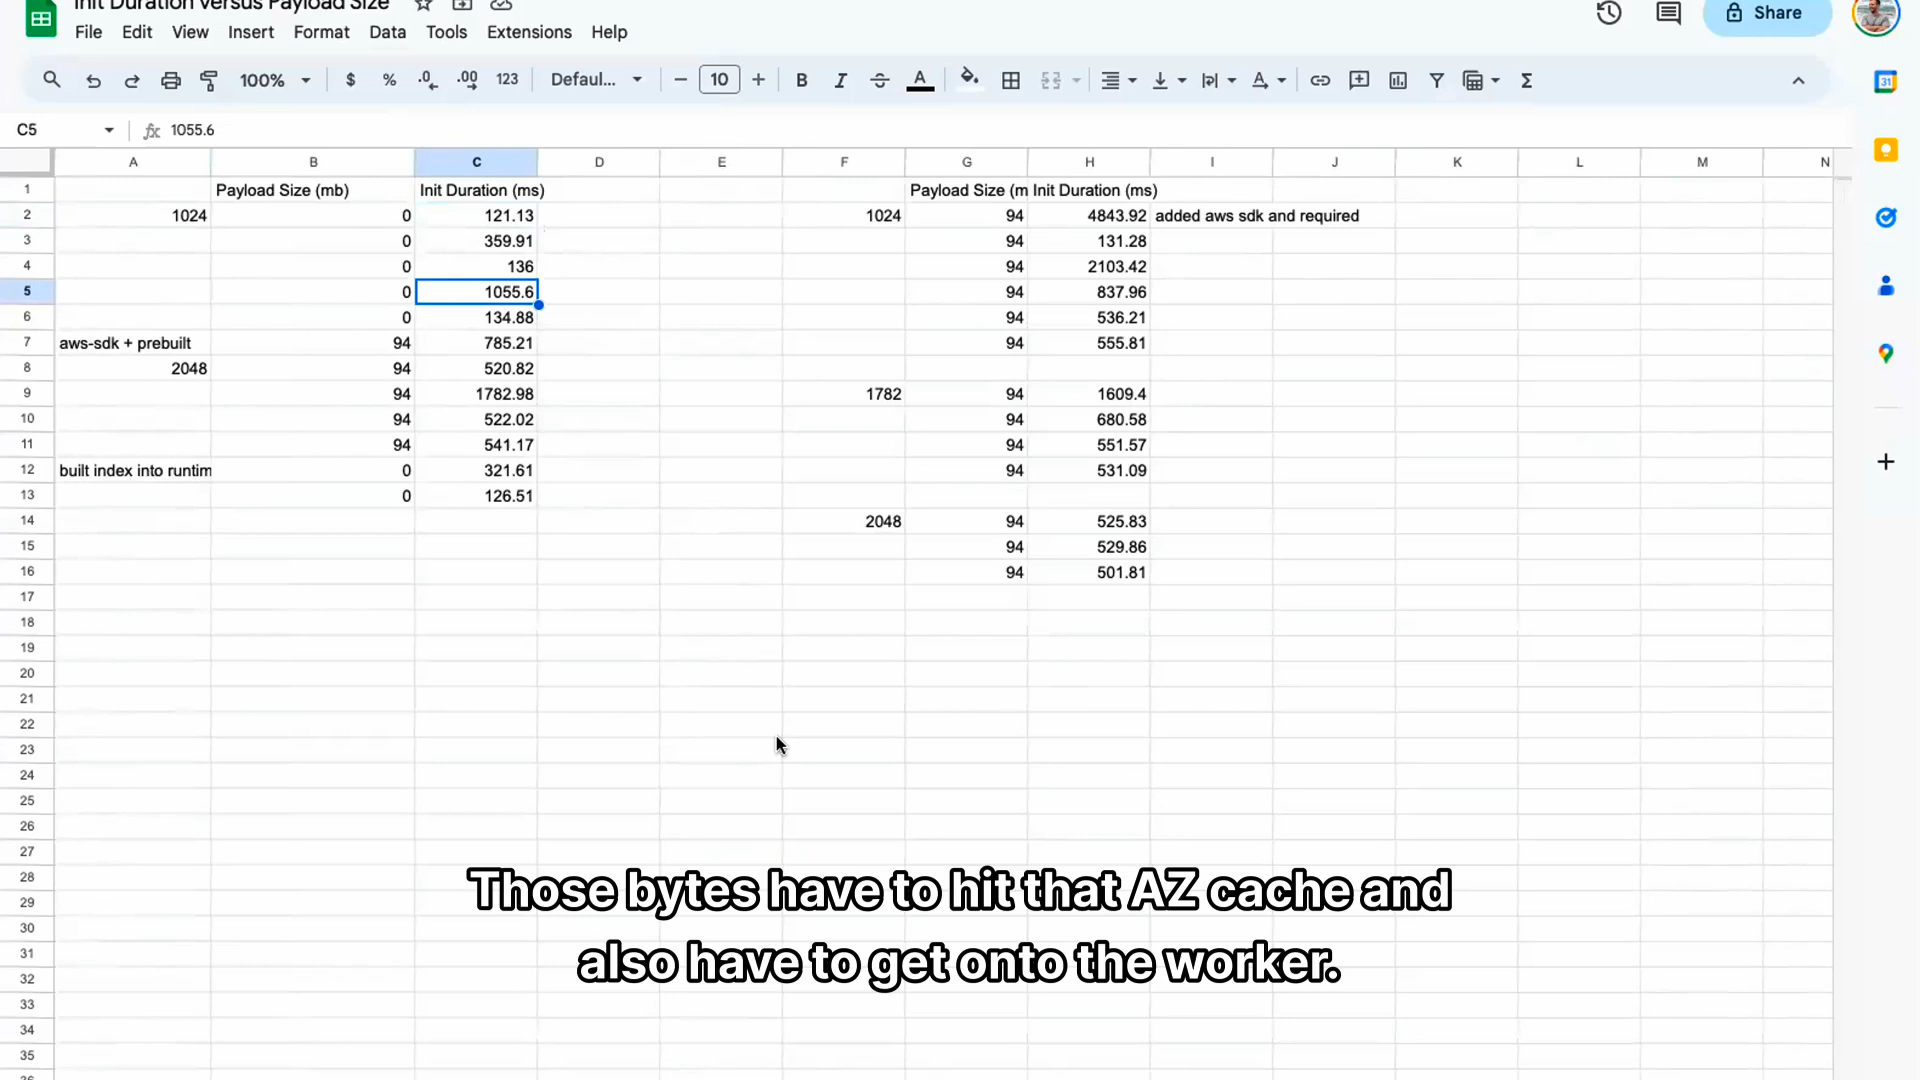 Init Duration versus Payload Size
File Edit View Insert Format Data Tools Extensions Help
Share
100% $ % .0 .00 123 Defaul... 10 B I A Σ
31
C5 fx 1055.6
A B C D E F G H I J K L M N
1 Payload Size (mb) Init Duration (ms) Payload Size (m Init Duration (ms)
2 1024 0 121.13 1024 94 4843.92 added aws sdk and required
3 0 359.91 94 131.28
4 0 136 94 2103.42
5 0 1055.6 94 837.96
6 0 134.88 94 536.21
7 aws-sdk + prebuilt 94 785.21 94 555.81
8 2048 94 520.82
9 94 1782.98 1782 94 1609.4
10 94 522.02 94 680.58
11 94 541.17 94 551.57
12 built index into runtim 0 321.61 94 531.09
13 0 126.51
14 2048 94 525.83
15 94 529.86
16 94 501.81
17
18
19
20
21
22
23
24
25
26
27
28
29
30
31
32
33
34
35
36
Those bytes have to hit that AZ cache and
also have to get onto the worker.